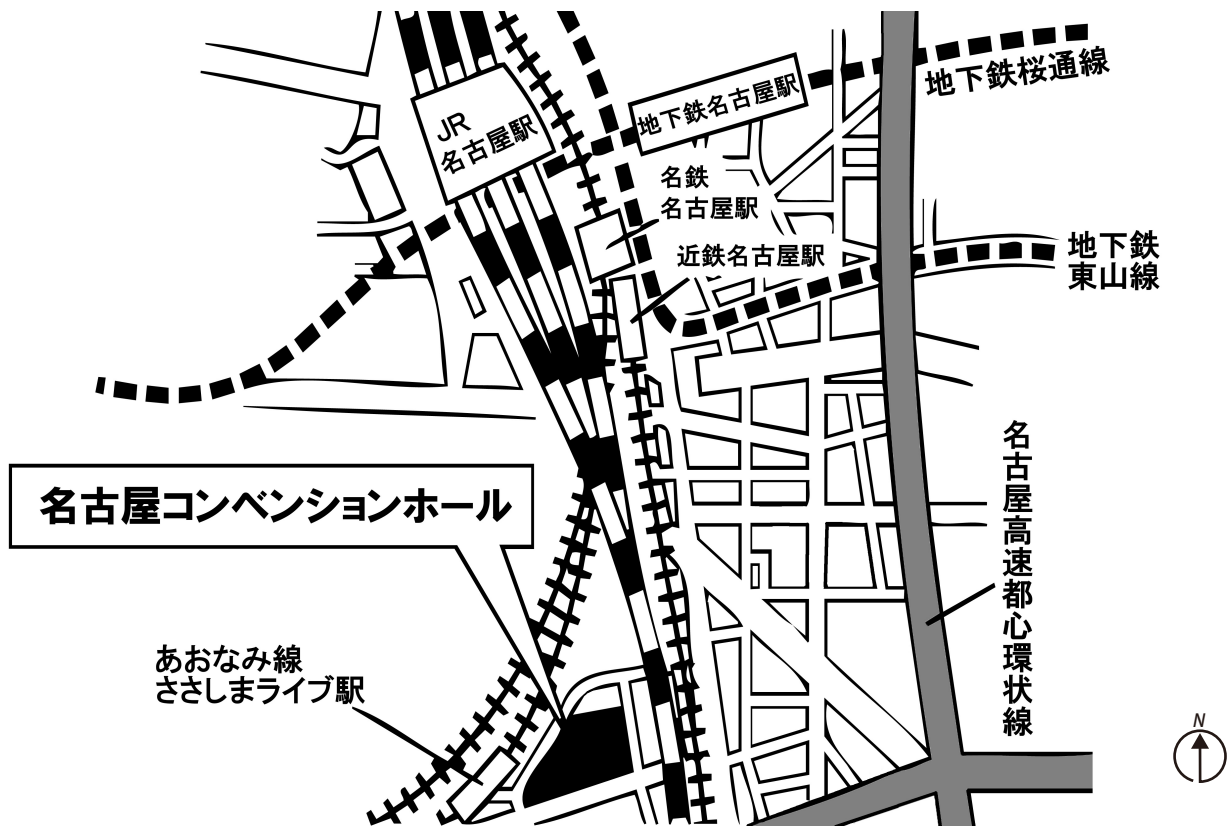 地下鉄桜通線
地下鉄名古屋駅
JR
名古屋駅
名鉄
名古屋駅
近鉄名古屋駅
地下鉄
東山線
名古屋高速都心環状線
名古屋コンベンションホール
あおなみ線
ささしまライブ駅
N